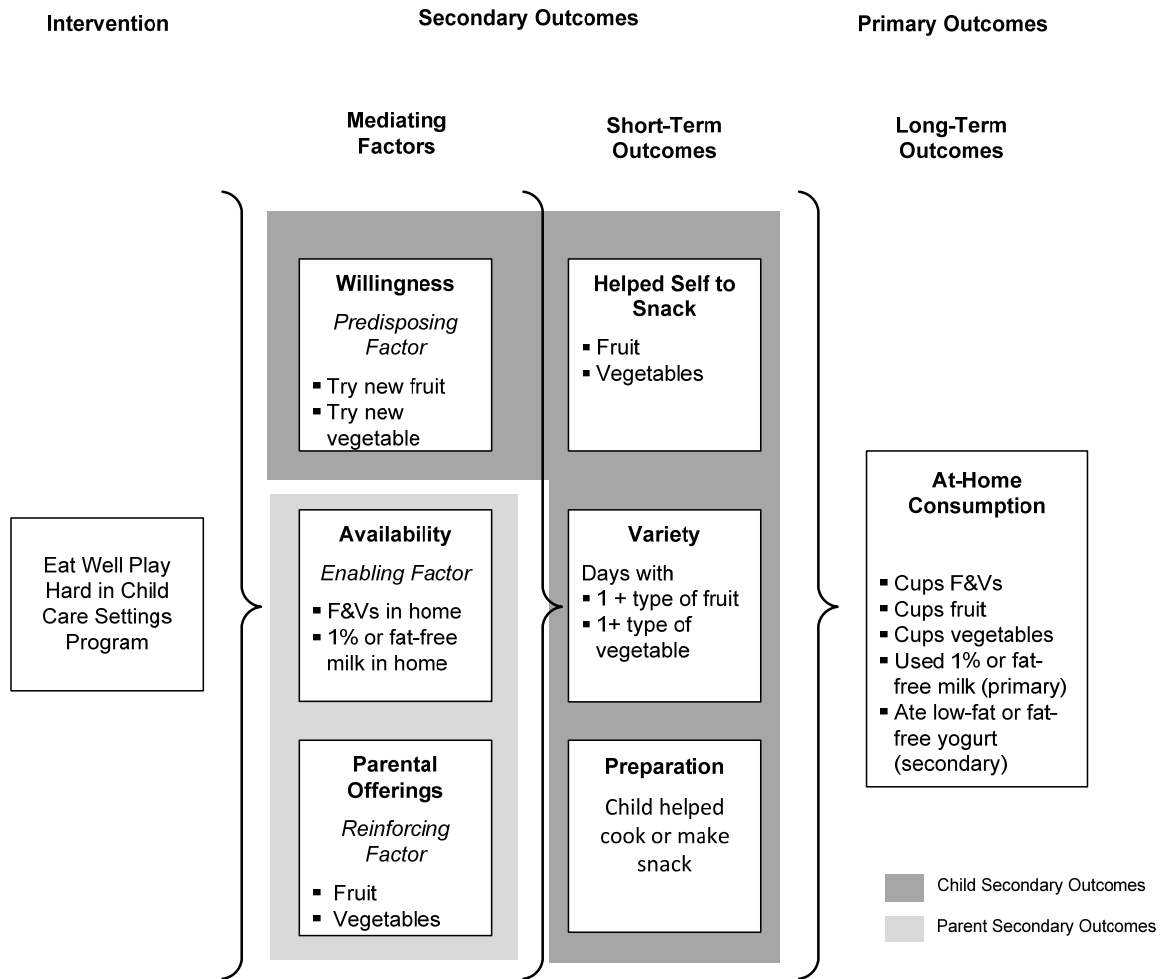 Intervention
Secondary Outcomes
Primary Outcomes
Mediating
Factors
Short-Term
Outcomes
Long-Term
Outcomes
Eat Well Play
Hard in Child
Care Settings
Program
Willingness
Predisposing
Factor
▪ Try new fruit
▪ Try new
vegetable
Availability
Enabling Factor
▪ F&Vs in home
▪ 1% or fat-free
milk in home
Parental
Offerings
Reinforcing
Factor
▪ Fruit
▪ Vegetables
Helped Self to
Snack
▪ Fruit
▪ Vegetables
Variety
Days with
▪ 1 + type of fruit
▪ 1+ type of
vegetable
Preparation
Child helped
cook or make
snack
At-Home
Consumption
▪ Cups F&Vs
▪ Cups fruit
▪ Cups vegetables
▪ Used 1% or fat-
free milk (primary)
▪ Ate low-fat or fat-
free yogurt
(secondary)
Child Secondary Outcomes
Parent Secondary Outcomes